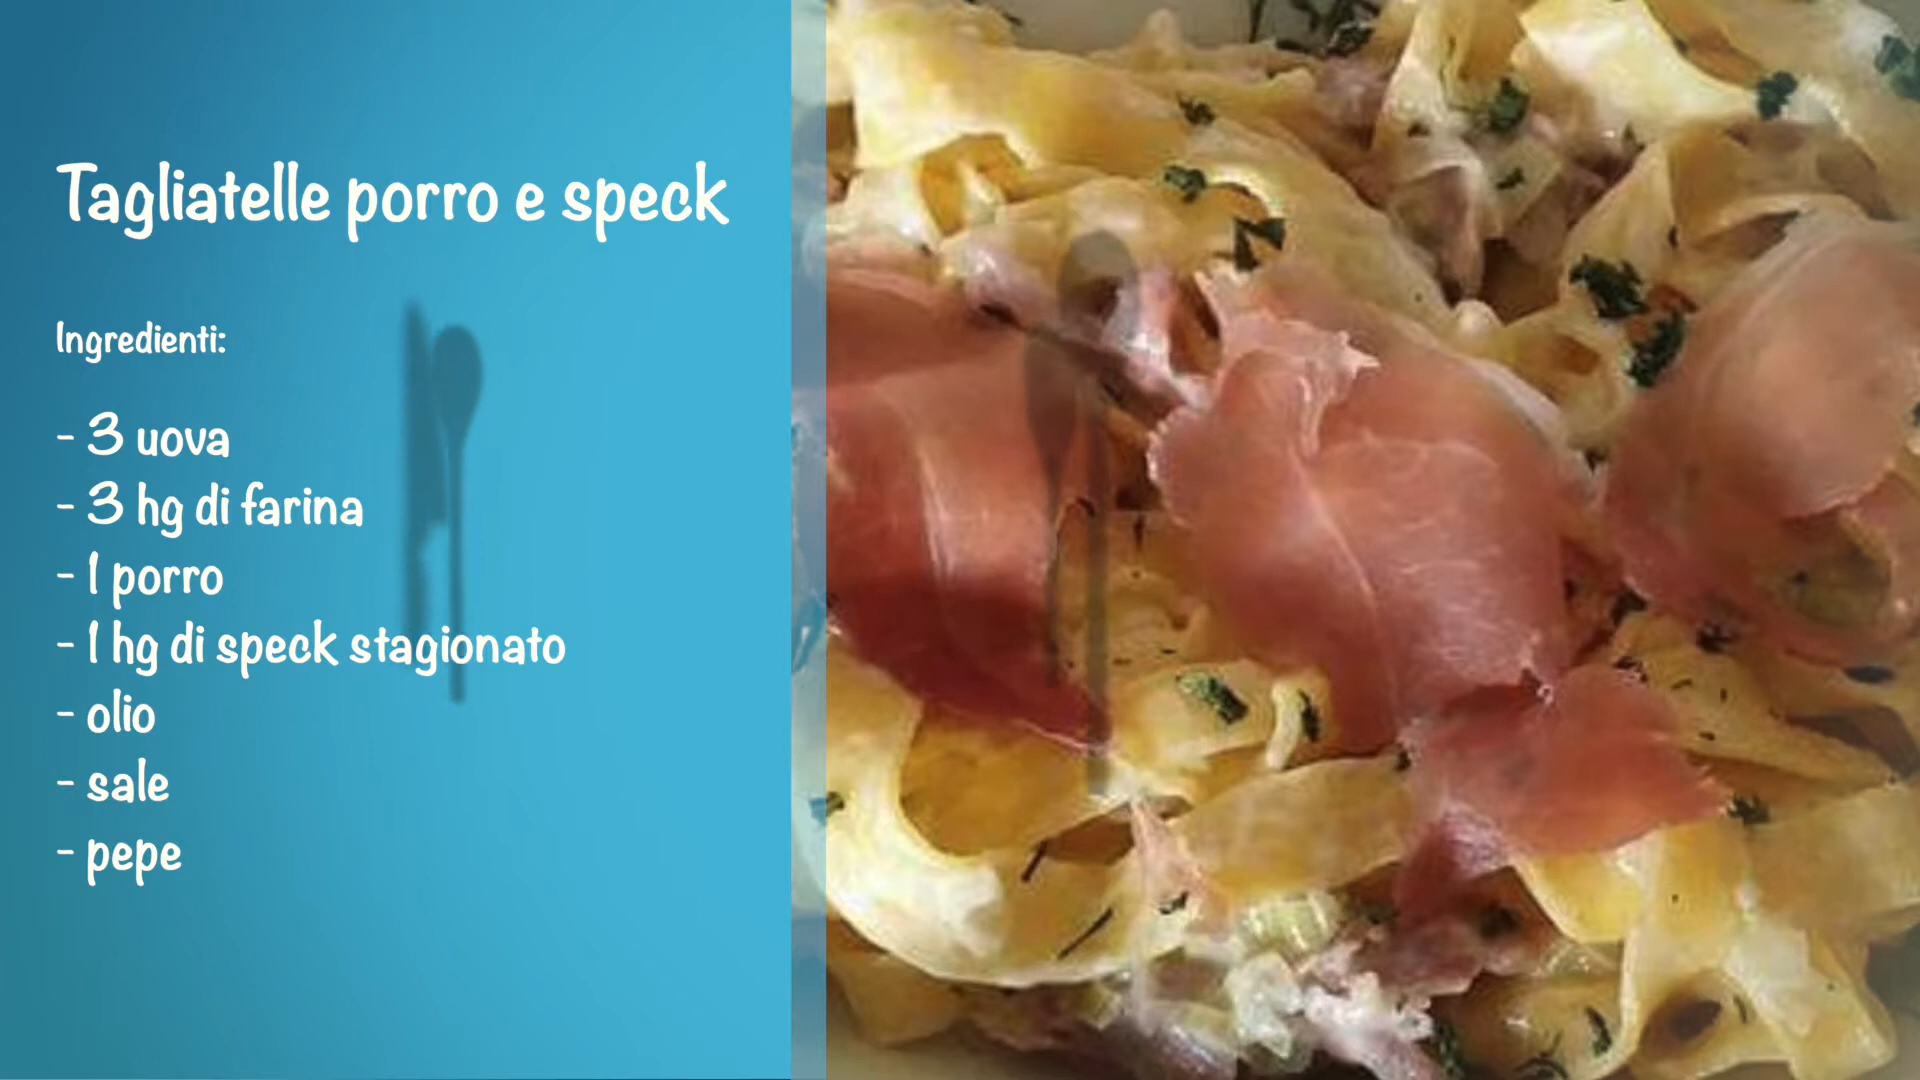 Tagliatelle porro e speck
Ingredienti:
- 3 uova
- 3 hg di farina
- 1 porro
- 1 hg di speck stagionato
- olio
- sale
- pepe